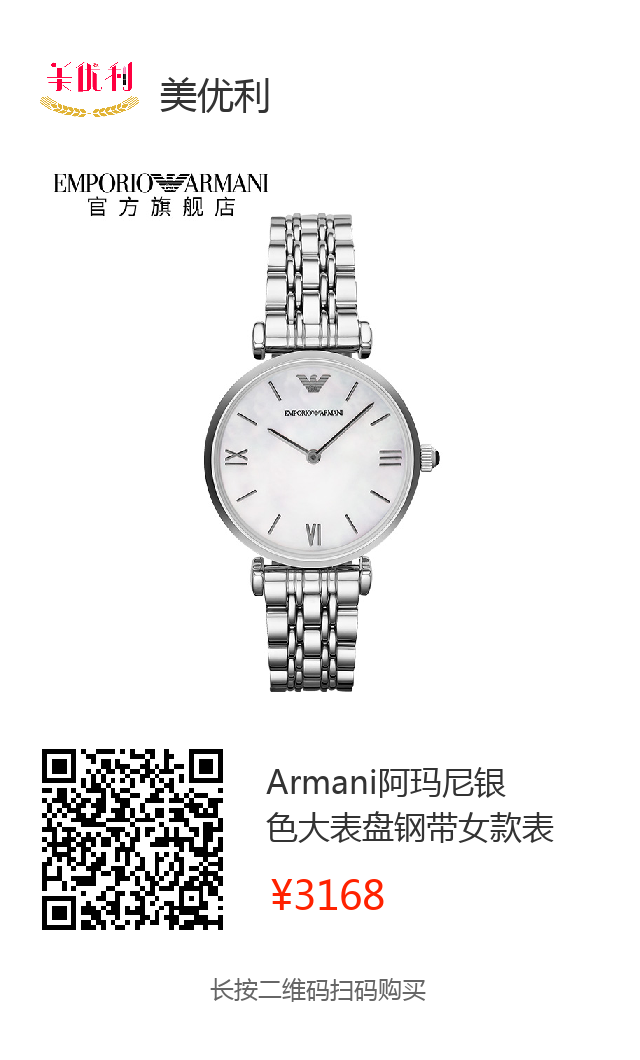 美优利
美优利
EMPORIO ARMANI
官方旗舰店
EMPORIO ARMANI
Armani阿玛尼银
色大表盘钢带女款表
¥3168
长按二维码扫码购买